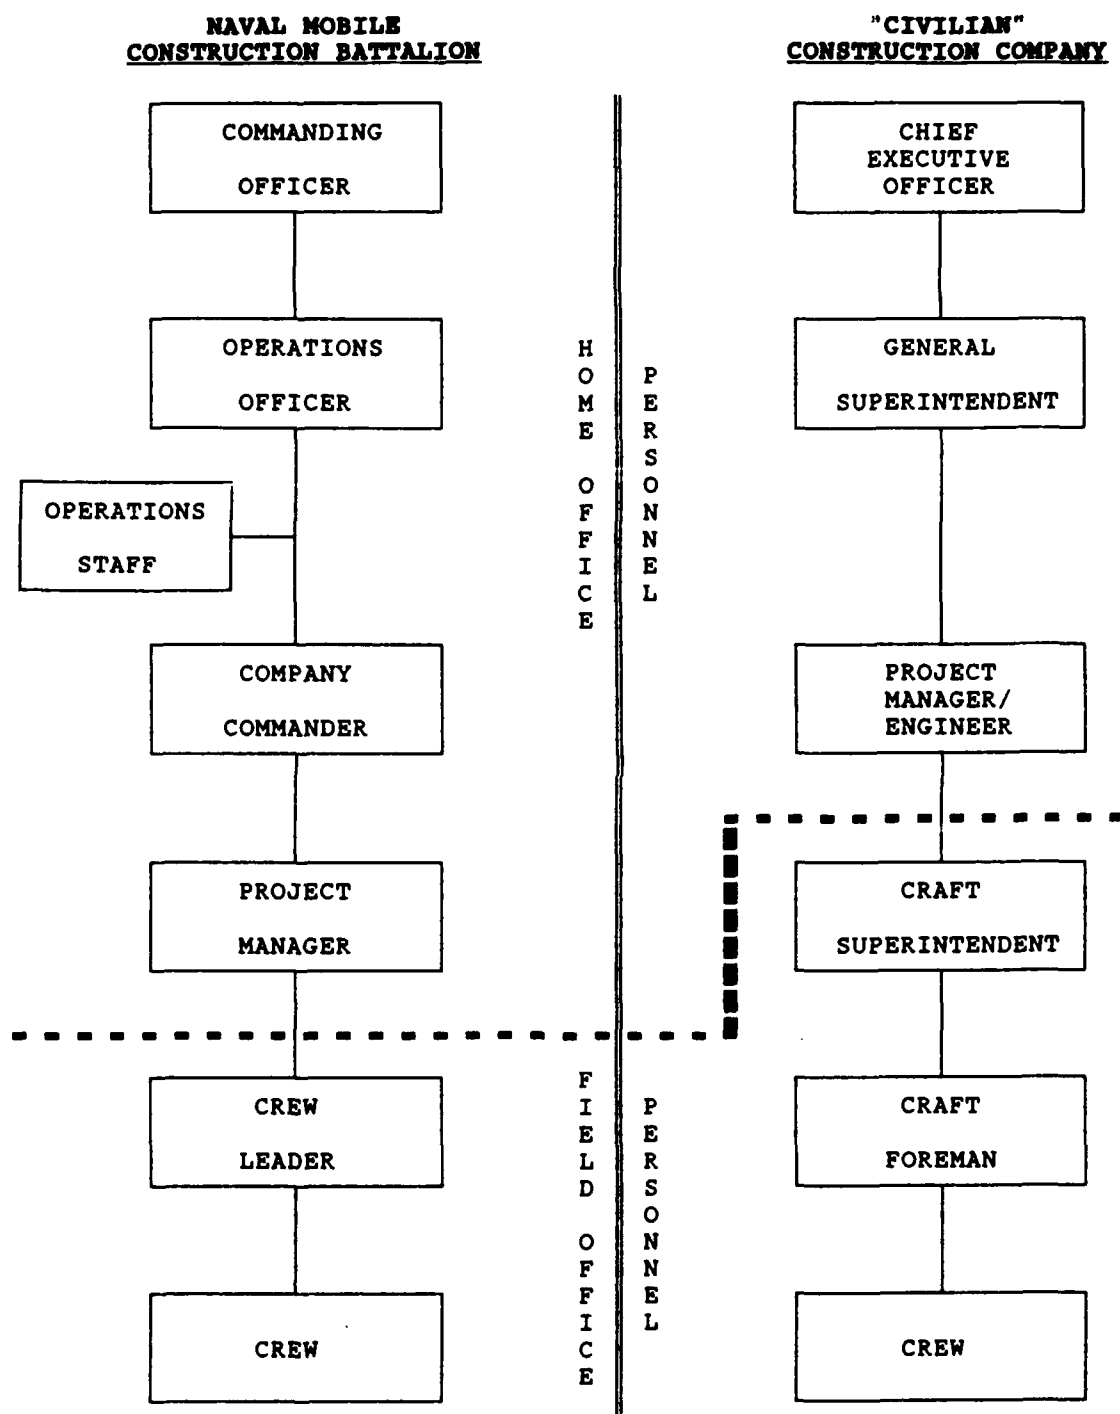 NAVAL MOBILE
CONSTRUCTION BATTALION
COMMANDING
OFFICER
OPERATIONS
OFFICER
OPERATIONS
STAFF
COMPANY
COMMANDER
PROJECT
MANAGER
CREW
LEADER
CREW
HOME OFFICE
PERSONNEL
FIELD OFFICE
PERSONNEL
"CIVILIAN"
CONSTRUCTION COMPANY
CHIEF
EXECUTIVE
OFFICER
GENERAL
SUPERINTENDENT
PROJECT
MANAGER/
ENGINEER
CRAFT
SUPERINTENDENT
CRAFT
FOREMAN
CREW